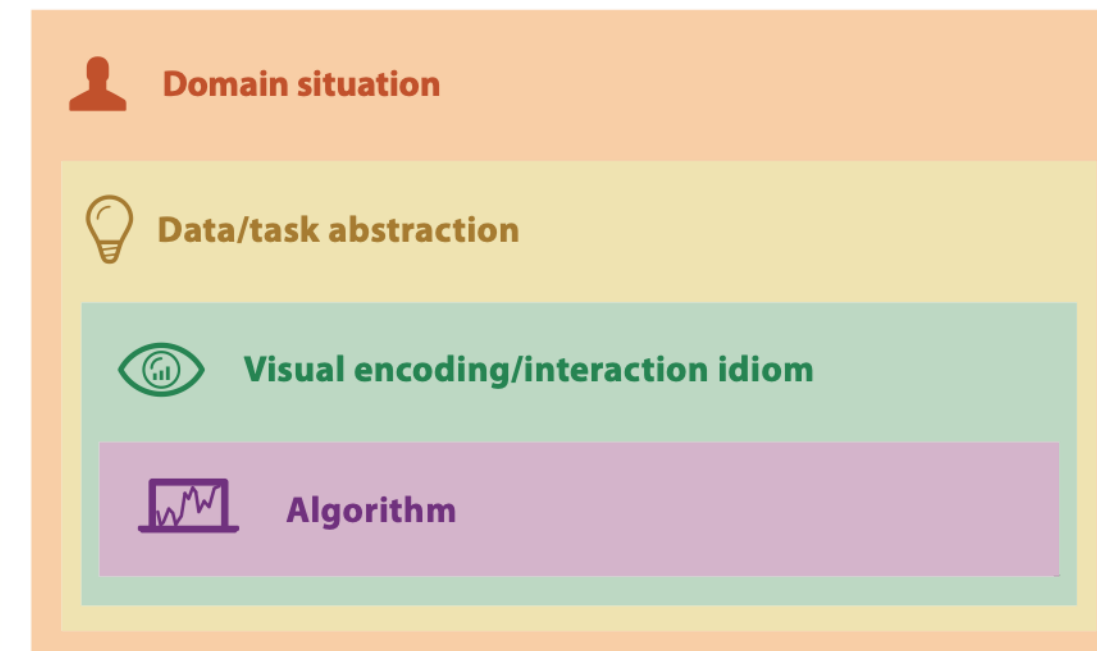 Domain situation
Data/task abstraction
Visual encoding/interaction idiom
Algorithm